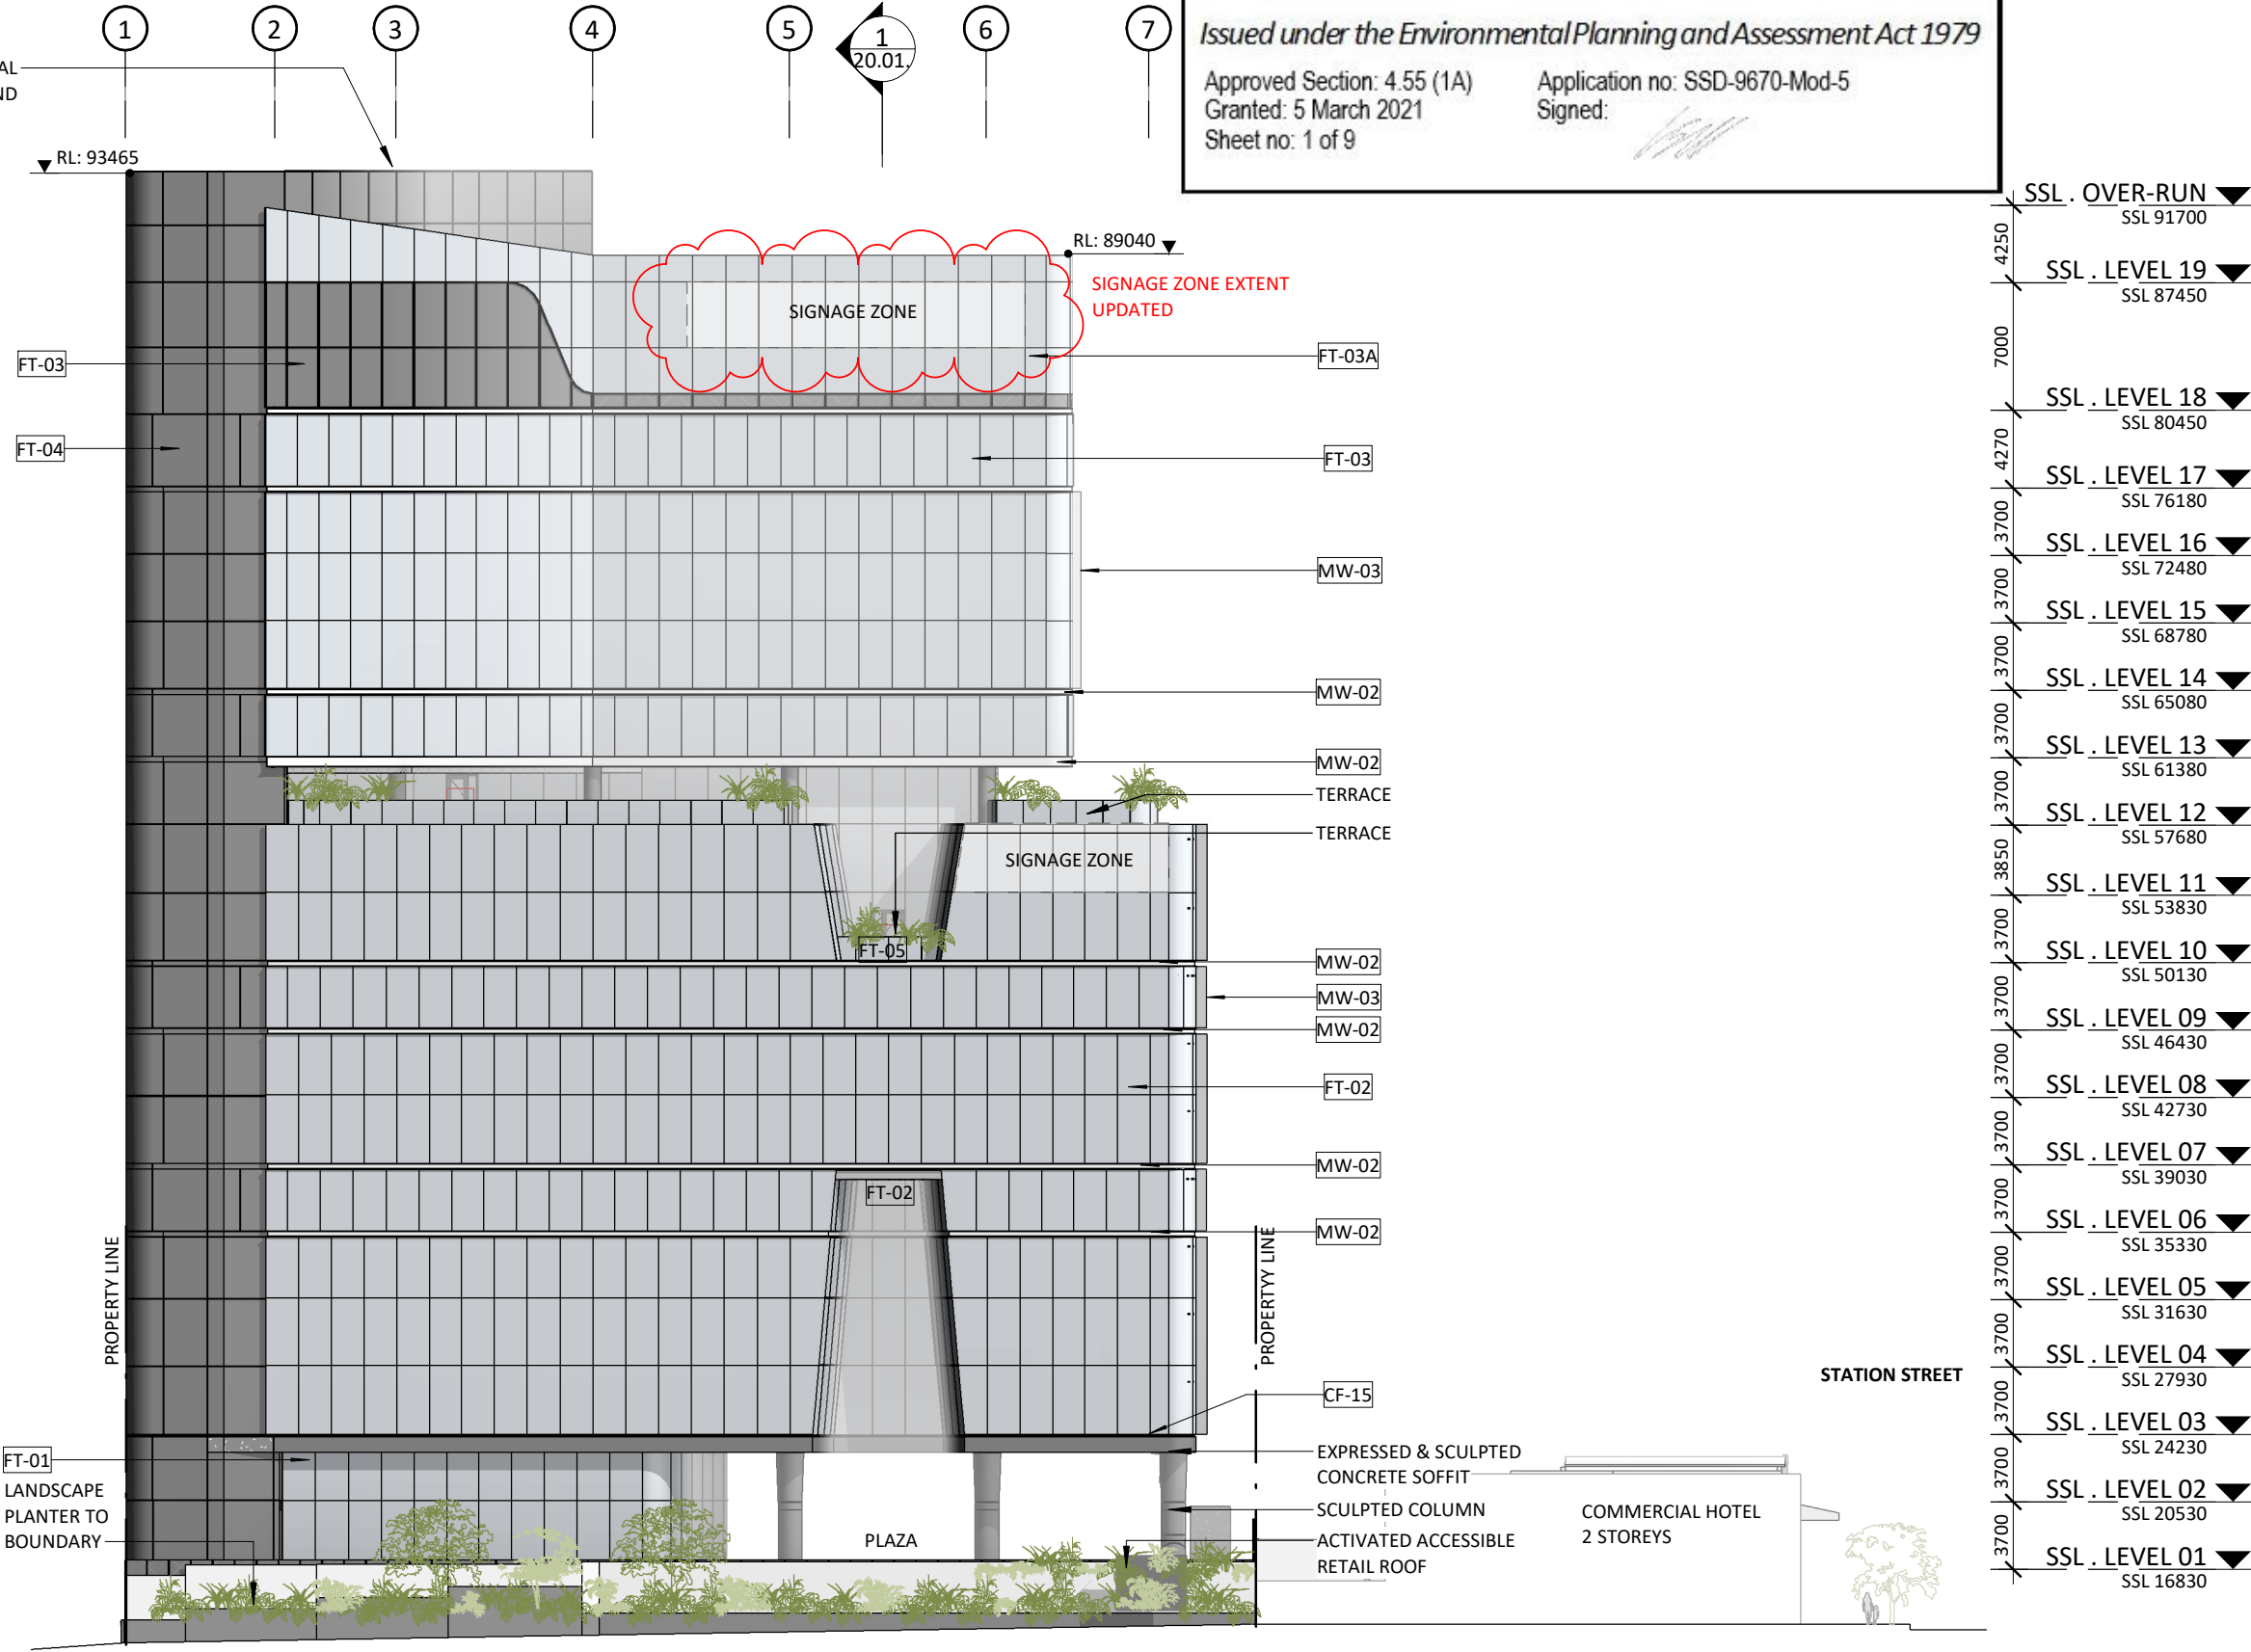 1
2
3
4
5
1
20.01.
6
7
Issued under the Environmental Planning and Assessment Act 1979
Approved Section: 4.55 (1A)
Application no: SSD-9670-Mod-5
Granted: 5 March 2021
Signed:
Sheet no: 1 of 9
RL: 93465
RL: 89040
SIGNAGE ZONE EXTENT
UPDATED
SIGNAGE ZONE
FT-03
FT-03A
FT-04
FT-03
MW-03
MW-02
MW-02
TERRACE
TERRACE
SIGNAGE ZONE
FT-05
MW-02
MW-03
MW-02
FT-02
MW-02
FT-02
MW-02
PROPERTY LINE
PROPERTYY LINE
CF-15
STATION STREET
FT-01
LANDSCAPE
PLANTER TO
BOUNDARY
EXPRESSED & SCULPTED
CONCRETE SOFFIT
SCULPTED COLUMN
ACTIVATED ACCESSIBLE
RETAIL ROOF
PLAZA
COMMERCIAL HOTEL
2 STOREYS
SSL . OVER-RUN
SSL 91700
4250
SSL . LEVEL 19
SSL 87450
7000
SSL . LEVEL 18
SSL 80450
4270
SSL . LEVEL 17
SSL 76180
3700
SSL . LEVEL 16
SSL 72480
3700
SSL . LEVEL 15
SSL 68780
3700
SSL . LEVEL 14
SSL 65080
3700
SSL . LEVEL 13
SSL 61380
3700
SSL . LEVEL 12
SSL 57680
3850
SSL . LEVEL 11
SSL 53830
3700
SSL . LEVEL 10
SSL 50130
3700
SSL . LEVEL 09
SSL 46430
3700
SSL . LEVEL 08
SSL 42730
3700
SSL . LEVEL 07
SSL 39030
3700
SSL . LEVEL 06
SSL 35330
3700
SSL . LEVEL 05
SSL 31630
3700
SSL . LEVEL 04
SSL 27930
3700
SSL . LEVEL 03
SSL 24230
3700
SSL . LEVEL 02
SSL 20530
3700
SSL . LEVEL 01
SSL 16830